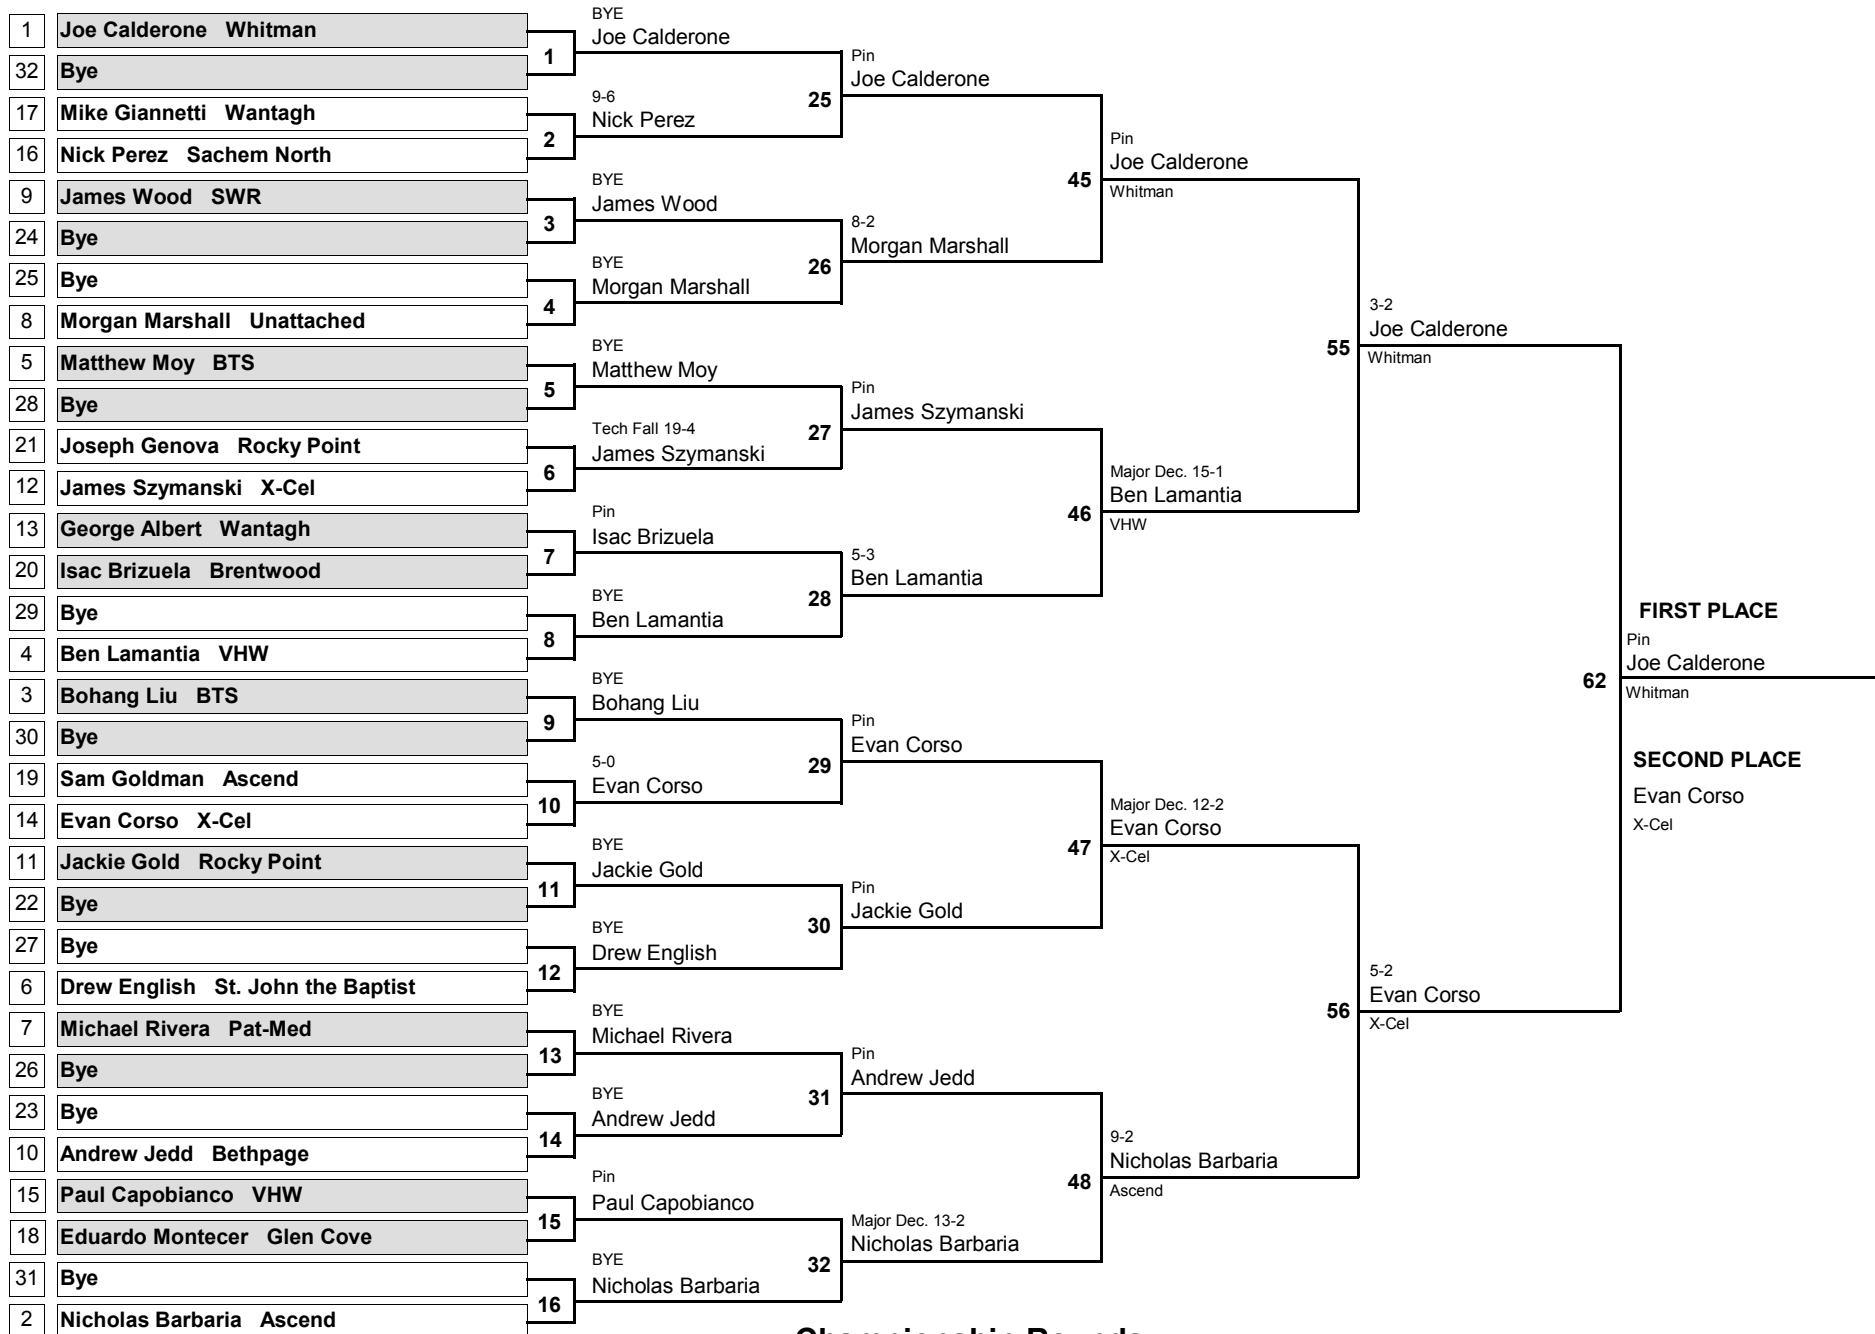 1 Joe Calderone Whitman
32 Bye
17 Mike Giannetti Wantagh
16 Nick Perez Sachem North
9 James Wood SWR
24 Bye
25 Bye
8 Morgan Marshall Unattached
5 Matthew Moy BTS
28 Bye
21 Joseph Genova Rocky Point
12 James Szymanski X-Cel
13 George Albert Wantagh
20 Isac Brizuela Brentwood
29 Bye
4 Ben Lamantia VHW
3 Bohang Liu BTS
30 Bye
19 Sam Goldman Ascend
14 Evan Corso X-Cel
11 Jackie Gold Rocky Point
22 Bye
27 Bye
6 Drew English St. John the Baptist
7 Michael Rivera Pat-Med
26 Bye
23 Bye
10 Andrew Jedd Bethpage
15 Paul Capobianco VHW
18 Eduardo Montecer Glen Cove
31 Bye
2 Nicholas Barbaria Ascend
1
2
3
4
5
6
7
8
9
10
11
12
13
14
15
16
BYE
Joe Calderone
9-6
Nick Perez
BYE
James Wood
BYE
Morgan Marshall
BYE
Matthew Moy
Tech Fall 19-4
James Szymanski
Pin
Isac Brizuela
BYE
Ben Lamantia
BYE
Bohang Liu
5-0
Evan Corso
BYE
Jackie Gold
BYE
Drew English
BYE
Michael Rivera
BYE
Andrew Jedd
Pin
Paul Capobianco
BYE
Nicholas Barbaria
25
26
27
28
29
30
31
32
Pin
Joe Calderone
8-2
Morgan Marshall
Pin
James Szymanski
5-3
Ben Lamantia
Pin
Evan Corso
Pin
Jackie Gold
Pin
Andrew Jedd
Major Dec. 13-2
Nicholas Barbaria
45
46
47
48
Pin
Joe Calderone
Whitman
Major Dec. 15-1
Ben Lamantia
VHW
Major Dec. 12-2
Evan Corso
X-Cel
9-2
Nicholas Barbaria
Ascend
55
56
3-2
Joe Calderone
Whitman
5-2
Evan Corso
X-Cel
62
FIRST PLACE
Pin
Joe Calderone
Whitman
SECOND PLACE
Evan Corso
X-Cel
Championship Rounds